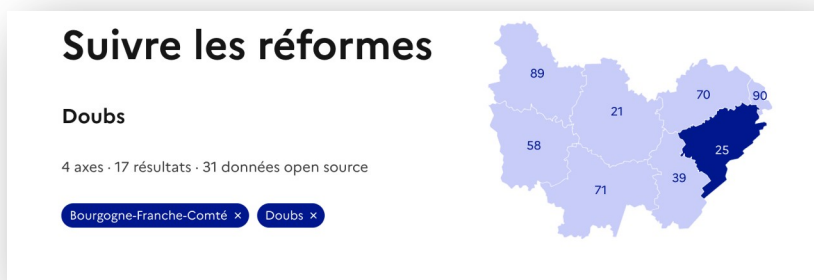 Suivre les réformes
Doubs
4 axes · 17 résultats · 31 données open source
Bourgogne-Franche-Comté ×
Doubs ×
89
21
70
90
58
25
71
39